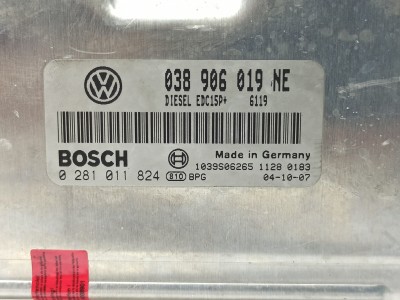 038 906 019 NE
DIESEL EDC15P+ 6119
BOSCH
Made in Germany
1039S06265 1128 0183
0 281 011 824 810 BPG 04-10-07